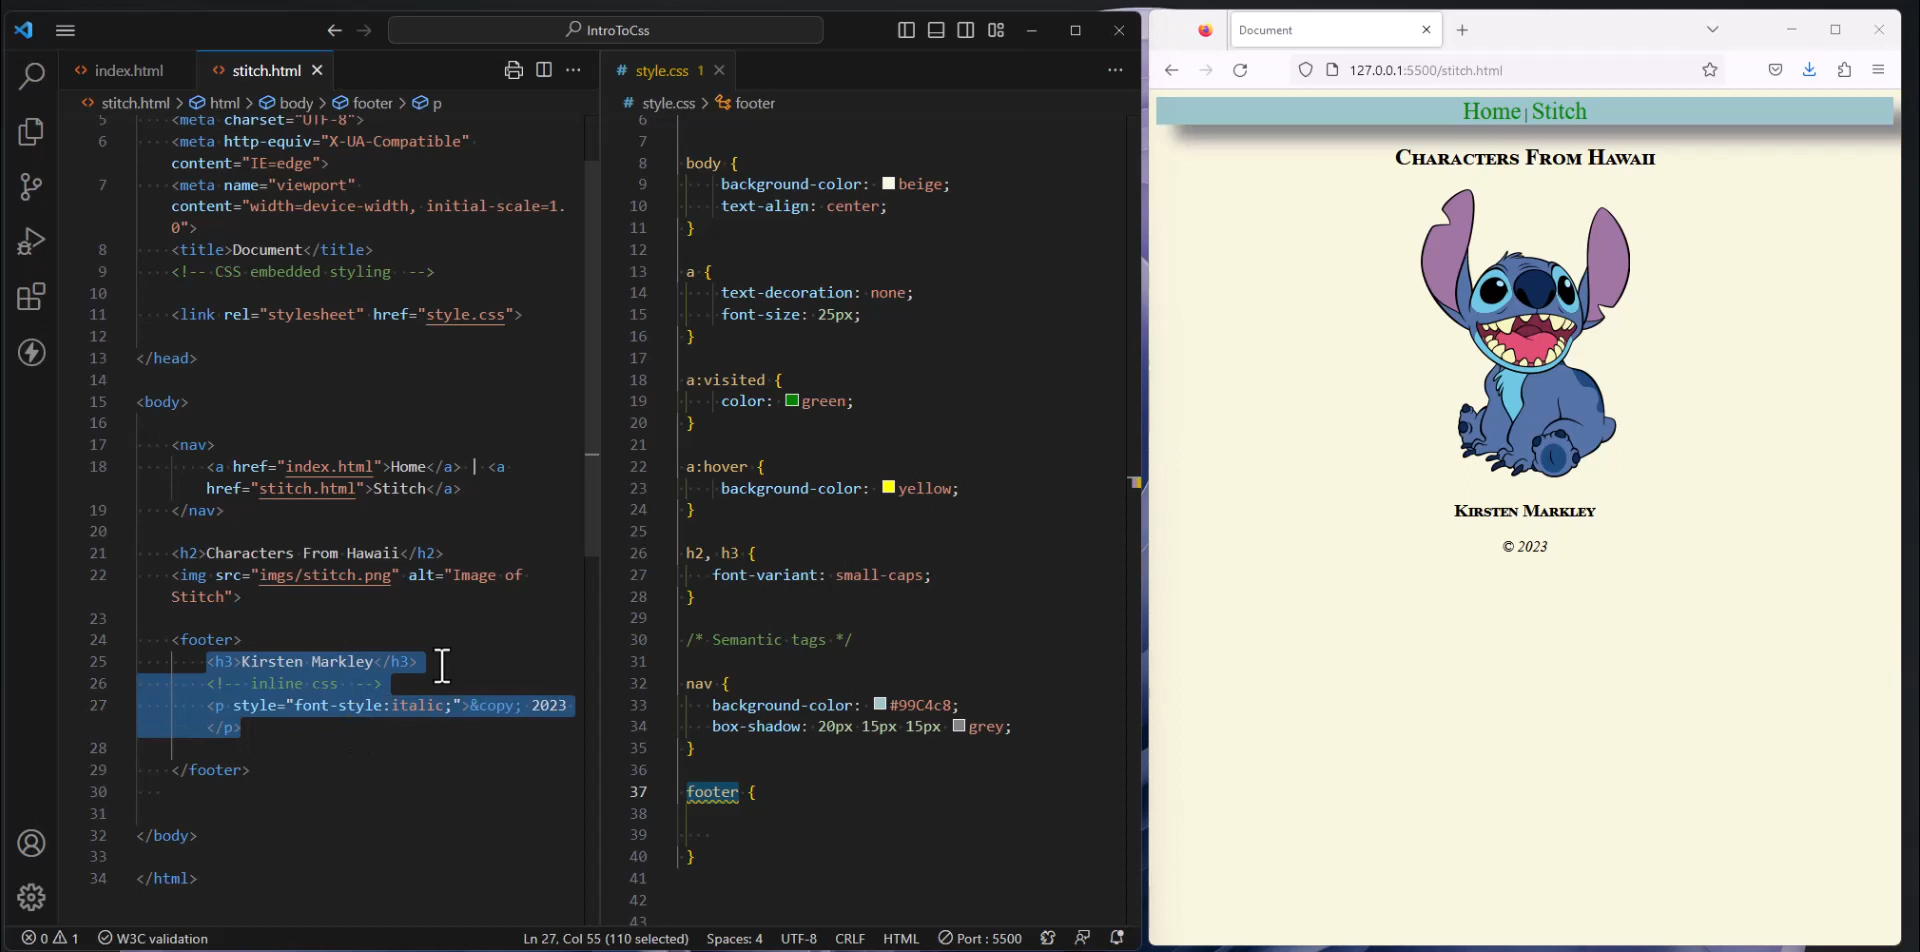 IntroToCss
index.html
stitch.html
stitch.html > html > body > footer > p
5 <meta charset="UTF-8">
6 <meta http-equiv="X-UA-Compatible"
content="IE=edge">
7 <meta name="viewport"
content="width=device-width, initial-scale=1.
0">
8 <title>Document</title>
9 <!-- CSS embedded styling -->
10
11 <link rel="stylesheet" href="style.css">
12
13 </head>
14
15 <body>
16
17 <nav>
18 <a href="index.html">Home</a> | <a
href="stitch.html">Stitch</a>
19 </nav>
20
21 <h2>Characters From Hawaii</h2>
22 <img src="imgs/stitch.png" alt="Image of
Stitch">
23
24 <footer>
25 <h3>Kirsten Markley</h3>
26 <!-- inline css -->
27 <p style="font-style:italic;">&copy; 2023
</p>
28
29 </footer>
30
31
32 </body>
33
34 </html>
# style.css 1
# style.css > footer
6
7
8 body {
9 background-color: beige;
10 text-align: center;
11 }
12
13 a {
14 text-decoration: none;
15 font-size: 25px;
16 }
17
18 a:visited {
19 color: green;
20 }
21
22 a:hover {
23 background-color: yellow;
24 }
25
26 h2, h3 {
27 font-variant: small-caps;
28 }
29
30 /* Semantic tags */
31
32 nav {
33 background-color: #99C4c8;
34 box-shadow: 20px 15px 15px grey;
35 }
36
37 footer {
38
39
40 }
41
42
43
0 1 W3C validation Ln 27, Col 55 (110 selected) Spaces: 4 UTF-8 CRLF HTML Port : 5500
Document
127.0.0.1:5500/stitch.html
Home | Stitch
Characters From Hawaii
Kirsten Markley
© 2023